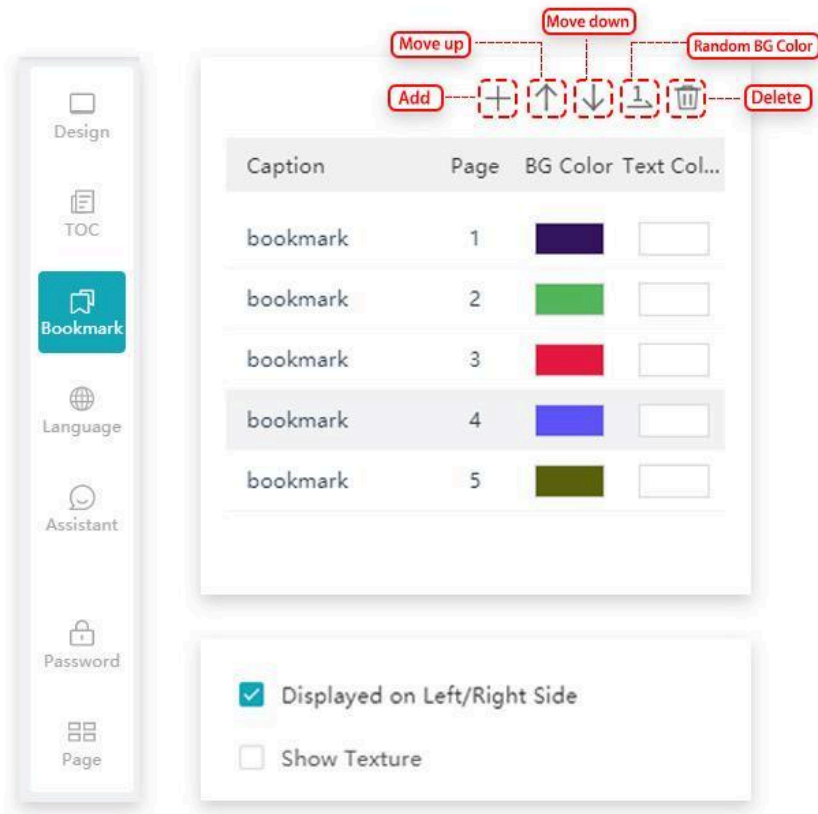 Move down
Move up
Random BG Color
Add
1
Delete
Design
TOC
Bookmark
Language
Assistant
Password
Page
Caption Page BG Color Text Col...
bookmark 1
bookmark 2
bookmark 3
bookmark 4
bookmark 5
Displayed on Left/Right Side
Show Texture